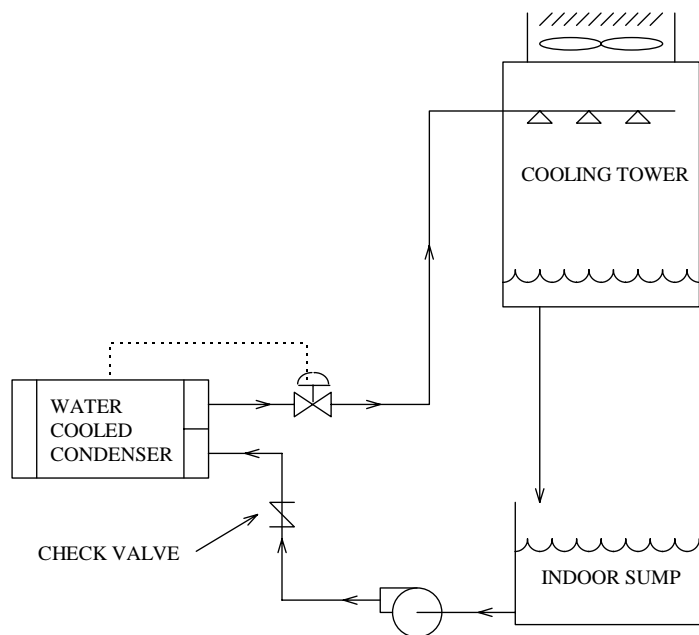 COOLING TOWER
WATER
COOLED
CONDENSER
CHECK VALVE
INDOOR SUMP